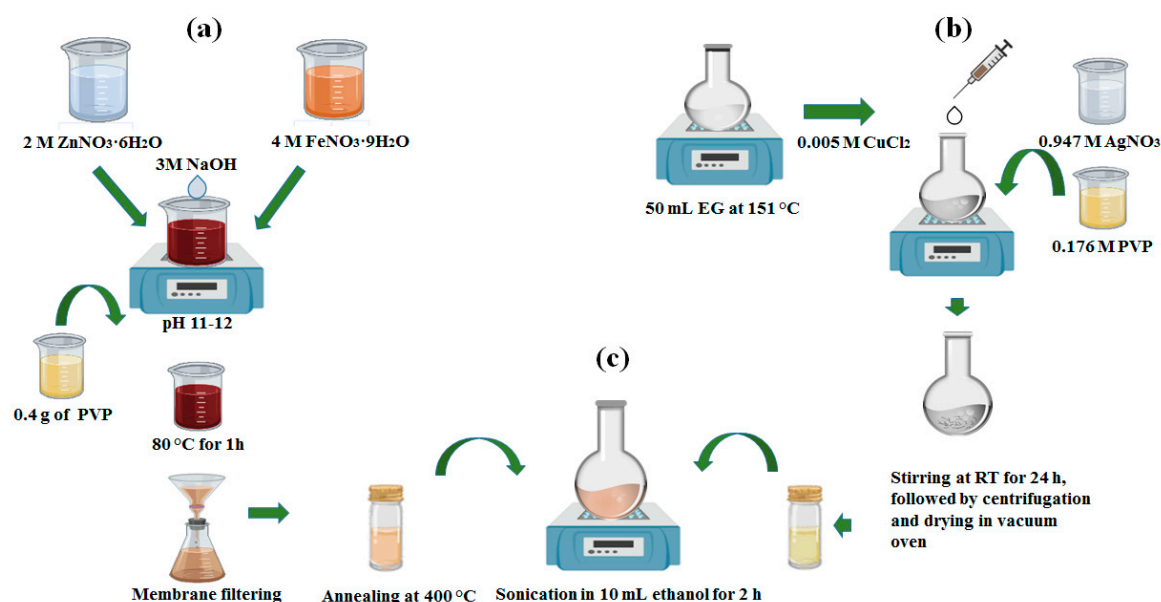 (a)
2 M ZnNO₃·6H₂O
4 M FeNO₃·9H₂O
3M NaOH
pH 11-12
0.4 g of PVP
80 °C for 1h
Membrane filtering
Annealing at 400 °C
(b)
50 mL EG at 151 °C
0.005 M CuCl₂
0.947 M AgNO₃
0.176 M PVP
Stirring at RT for 24 h,
followed by centrifugation
and drying in vacuum
oven
(c)
Sonication in 10 mL ethanol for 2 h